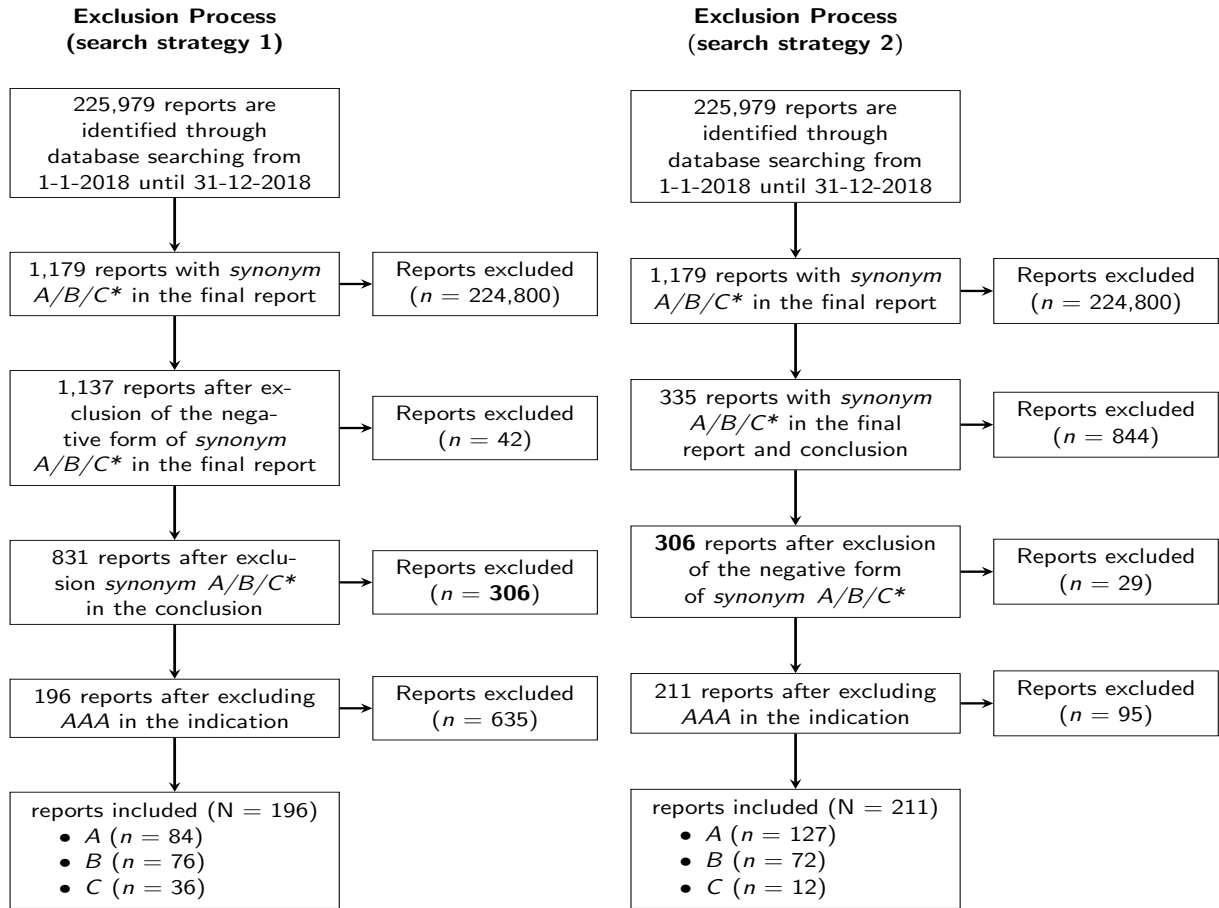 Exclusion Process
(search strategy 1)
225,979 reports are
identified through
database searching from
1-1-2018 until 31-12-2018
1,179 reports with synonym
A/B/C* in the final report
Reports excluded
(n = 224,800)
1,137 reports after ex-
clusion of the nega-
tive form of synonym
A/B/C* in the final report
Reports excluded
(n = 42)
831 reports after exclu-
sion synonym A/B/C*
in the conclusion
Reports excluded
(n = 306)
196 reports after excluding
AAA in the indication
Reports excluded
(n = 635)
reports included (N = 196)
• A (n = 84)
• B (n = 76)
• C (n = 36)
Exclusion Process
(search strategy 2)
225,979 reports are
identified through
database searching from
1-1-2018 until 31-12-2018
1,179 reports with synonym
A/B/C* in the final report
Reports excluded
(n = 224,800)
335 reports with synonym
A/B/C* in the final
report and conclusion
Reports excluded
(n = 844)
306 reports after exclusion
of the negative form
of synonym A/B/C*
Reports excluded
(n = 29)
211 reports after excluding
AAA in the indication
Reports excluded
(n = 95)
reports included (N = 211)
• A (n = 127)
• B (n = 72)
• C (n = 12)